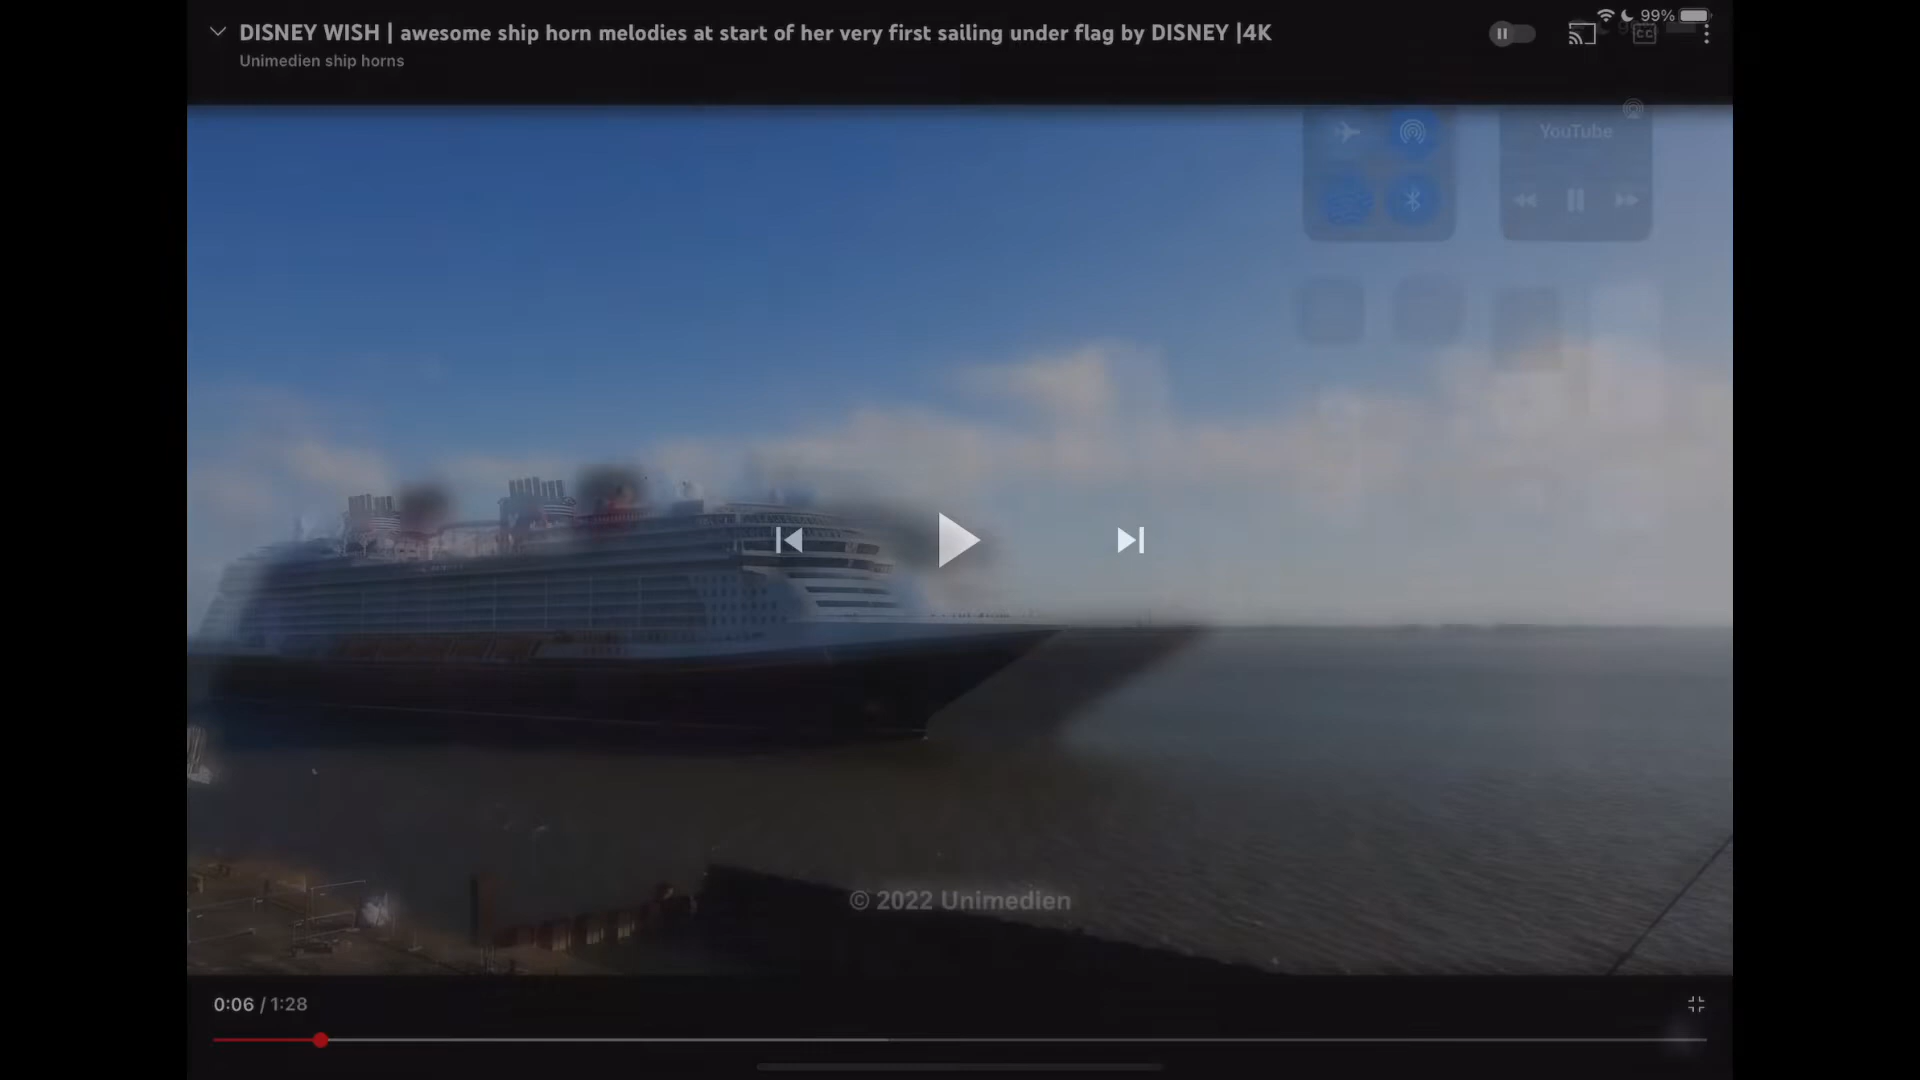 99%
DISNEY WISH | awesome ship horn melodies at start of her very first sailing under flag by DISNEY |4K
CC
Unimedien ship horns
YouTube
© 2022 Unimedien
0:06 / 1:28